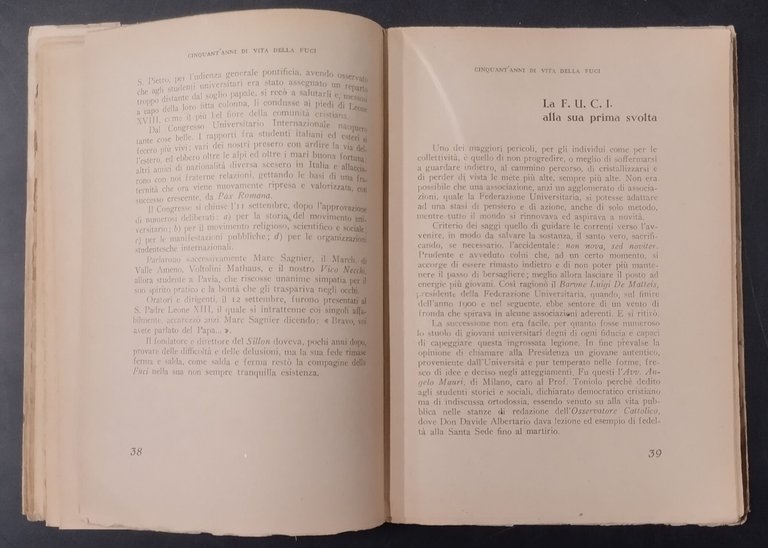 CINQUANT'ANNI DI VITA DELLA FUCI
S. Pietro, per l'udienza generale pontificia, avendo osservato
che agli studenti universitari era stato assegnato un reparto
troppo distante dal soglio papale, si recò a salutarli e, messosi
a capo della loro fitta colonna, li condusse ai piedi di Leone
XVIII, come il più bel fiore della comunità cristiana.
Dal Congresso Universitario Internazionale nacquero
tante cose belle. I rapporti fra studenti italiani ed esteri si
fecero più vivi: vari dei nostri presero con ardire la via del-
l'estero, ed ebbero oltre le alpi ed oltre i mari buona fortuna,
altri amici di nazionalità diversa scesero in Italia e allaccia-
rono con noi fraterne relazioni, gettando le basi di una fra-
ternità che ora viene nuovamente ripresa e valorizzata, con
successo crescente, da Pax Romana.
Il Congresso si chiuse l'11 settembre, dopo l'approvazione
di numerosi deliberati: a) per la storia del movimento uni-
versitario; b) per il movimento religioso, scientifico e sociale;
c) per le manifestazioni pubbliche; d) per le organizzazioni
studentesche internazionali.
Parlarono successivamente Marc Sagnier, il March. di
Valle Ameno, Voltolini Mathaus, e il nostro Vico Necchi,
allora studente a Pavia, che riscosse unanime simpatia per il
suo spirito pratico e la bontà che gli traspariva negli occhi.
Oratori e dirigenti, il 12 settembre, furono presentati al
S. Padre Leone XIII, il quale si intrattenne coi singoli affa-
bilmente accarezzò anzi Marc Sagnier dicendo: « Bravo, voi
avete parlato del Papa... ».
Il fondatore e direttore del Sillon doveva, pochi anni dopo,
provare delle difficoltà e delle delusioni, ma la sua fede rimase
ferma e salda, come salda e ferma restò la compagine della
Fuci nella sua non sempre tranquilla esistenza.
38
CINQUANT'ANNI DI VITA DELLA FUCI
La F. U. C. I.
alla sua prima svolta
Uno dei maggiori pericoli, per gli individui come per le
collettività, è quello di non progredire, o meglio di soffermarsi
a guardare indietro, al cammino percorso, di cristallizzarsi e
di perder di vista le mete più alte, sempre più alte. Non era
possibile che una associazione, anzi un agglomerato di associa-
zioni, quale la Federazione Universitaria, si potesse adattare
ad una stasi di pensiero e di azione, anche di solo metodo,
mentre tutto il mondo si rinnovava ed aspirava a novità.
Criterio dei saggi quello di guidare le correnti verso l'av-
venire, in modo da salvare la sostanza, il santo vero, sacrifi-
cando, se necessario, l'accidentale: non nova, sed noviter.
Prudente e avveduto colui che, ad un certo momento, si
accorge di essere rimasto indietro e di non poter più mante-
nere il passo di bersagliere; meglio allora lasciare il posto ad
energie più giovani. Così ragionò il Barone Luigi De Matteis,
presidente della Federazione Universitaria, quando, sul finire
dell'anno 1900 e nel seguente, ebbe sentore di un vento di
fronda che spirava in alcune associazioni aderenti. E si ritirò.
La successione non era facile, per quanto fosse numeroso
lo stuolo di giovani universitari degni di ogni fiducia e capaci
di capeggiare questa ingrossata legione. In fine prevalse la
opinione di chiamare alla Presidenza un giovane autentico,
proveniente dall'Università e pur temperato nelle forme, fre-
sco di idee e deciso negli atteggiamenti. Fu questi l'Avv. An-
gelo Mauri, di Milano, caro al Prof. Toniolo perchè dedito
agli studenti storici e sociali, dichiarato democratico cristiano
ma di indiscussa ortodossia, essendo venuto su alla vita pub-
blica nelle stanze di redazione dell'Osservatore Cattolico,
dove Don Davide Albertario dava lezione ed esempio di fedel-
tà alla Santa Sede fino al martirio.
39